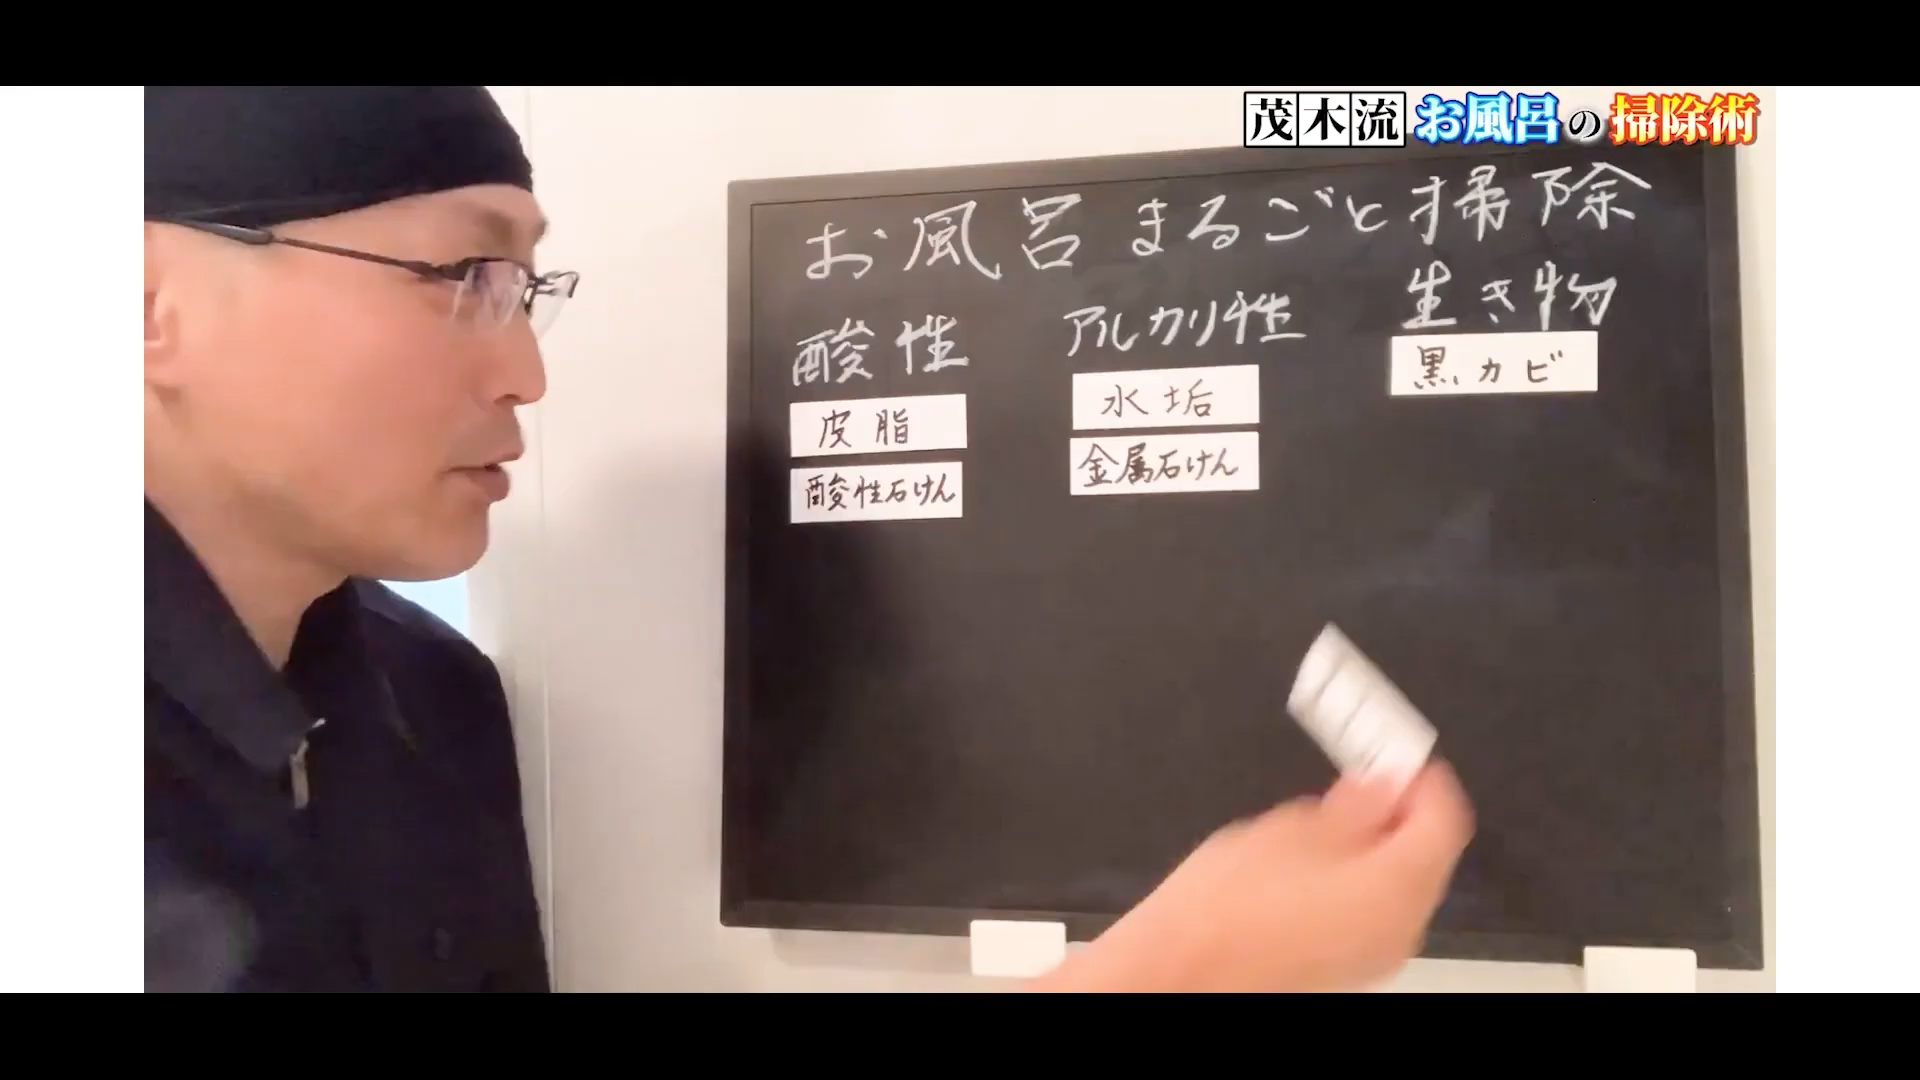 茂木流 お風呂の掃除術
お風呂まるごと掃除
酸性
皮脂
酸性石けん
アルカリ性
水垢
金属石けん
生き物
黒カビ